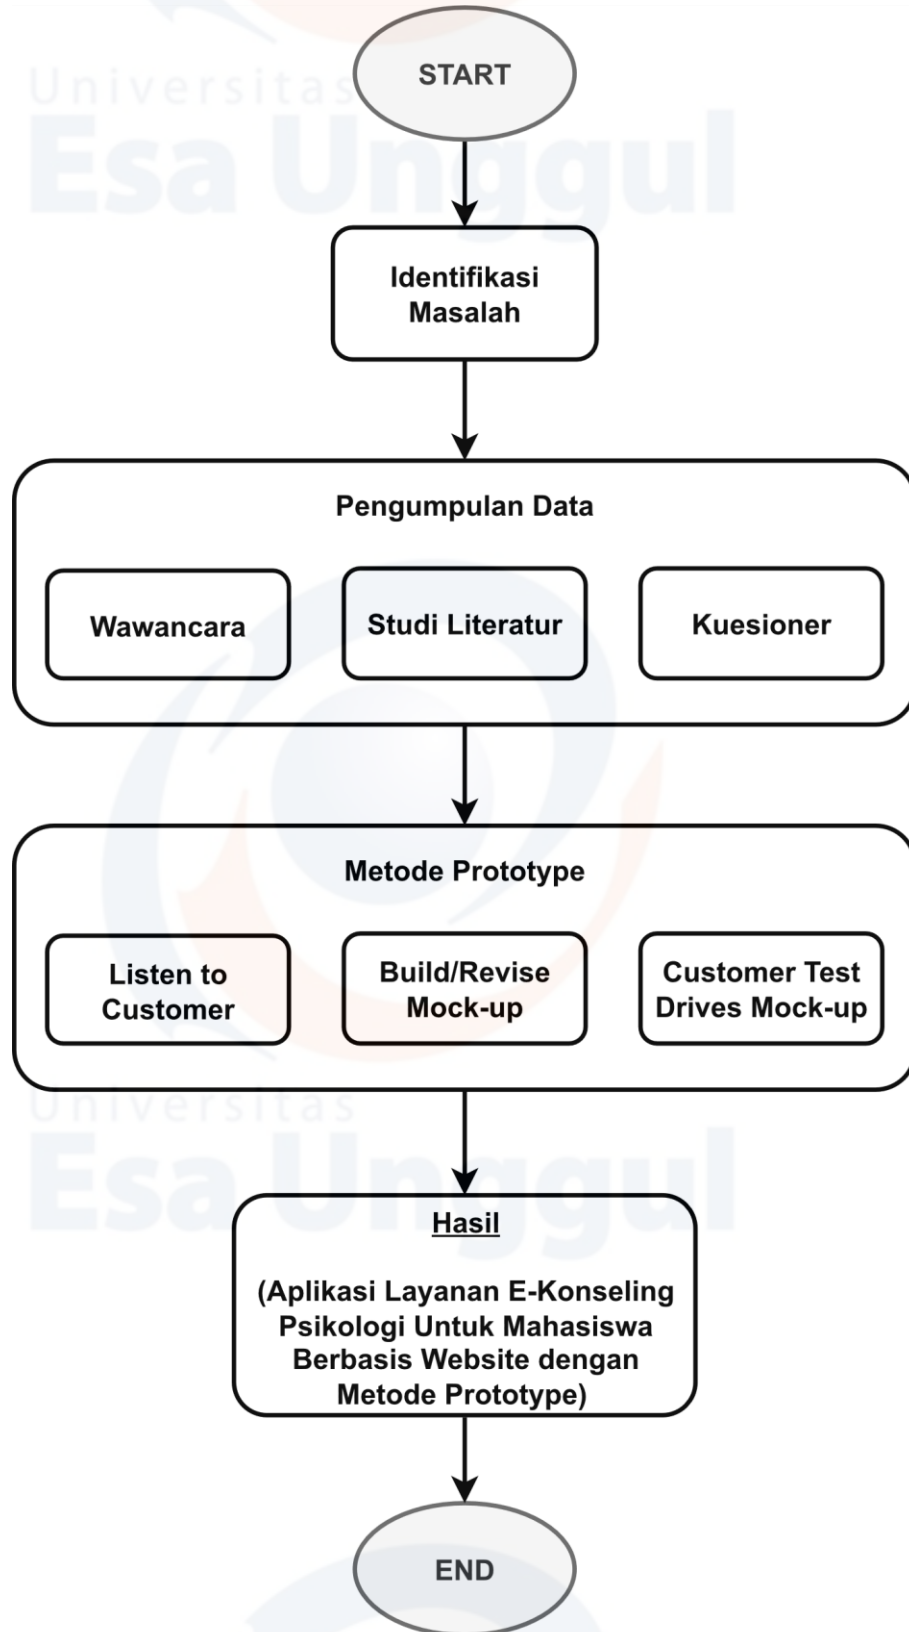 START
Universitas
Esa Unggul
Identifikasi
Masalah
Pengumpulan Data
Wawancara
Studi Literatur
Kuesioner
Metode Prototype
Listen to
Customer
Build/Revise
Mock-up
Customer Test
Drives Mock-up
Universitas
Esa Unggul
Hasil
(Aplikasi Layanan E-Konseling
Psikologi Untuk Mahasiswa
Berbasis Website dengan
Metode Prototype)
END